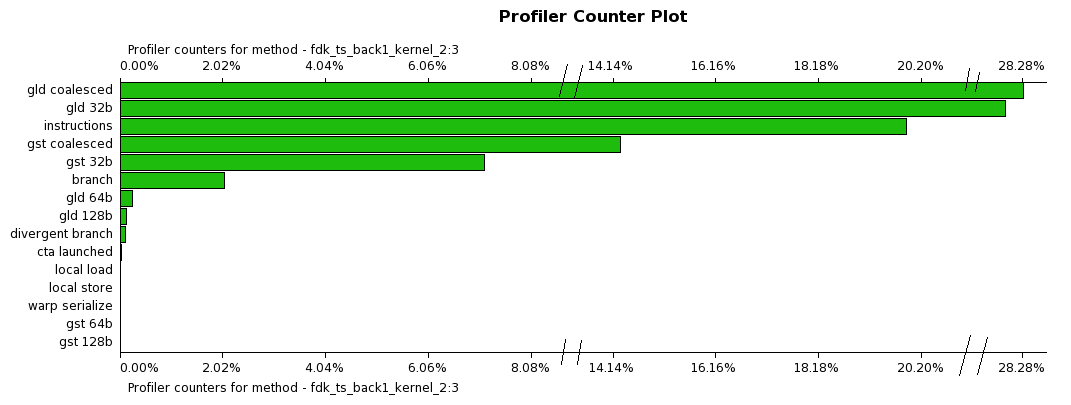 Profiler Counter Plot
Profiler counters for method - fdk_ts_back1_kernel_2:3
0.00% 2.02% 4.04% 6.06% 8.08% 14.14% 16.16% 18.18% 20.20% 28.28%
gld coalesced
gld 32b
instructions
gst coalesced
gst 32b
branch
gld 64b
gld 128b
divergent branch
cta launched
local load
local store
warp serialize
gst 64b
gst 128b
0.00% 2.02% 4.04% 6.06% 8.08% 14.14% 16.16% 18.18% 20.20% 28.28%
Profiler counters for method - fdk_ts_back1_kernel_2:3